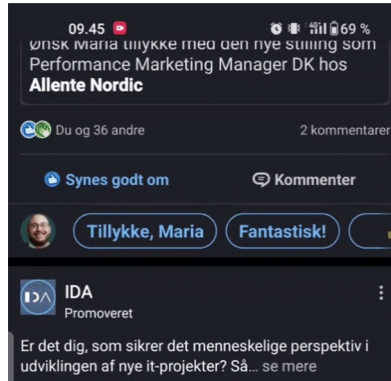 09.45 69 %
Ønsk Maria tillykke med den nye stilling som
Performance Marketing Manager DK hos
Allente Nordic
Du og 36 andre 2 kommentarer
Synes godt om Kommenter
Tillykke, Maria Fantastisk!
IDA IDA
Promoveret
Er det dig, som sikrer det menneskelige perspektiv i
udviklingen af nye it-projekter? Så... se mere